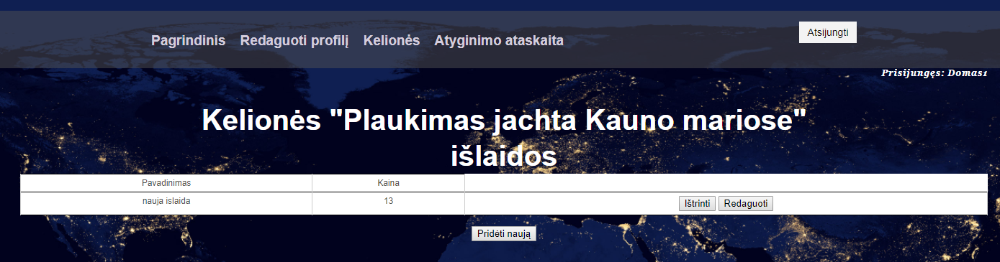 Pagrindinis Redaguoti profilį Kelionės Atyginimo ataskaita Atsijungti
Prisijungęs: Domas1
Kelionės "Plaukimas jachta Kauno mariose"
išlaidos
Pavadinimas Kaina
nauja islaida 13 Ištrinti Redaguoti
Pridėti naują